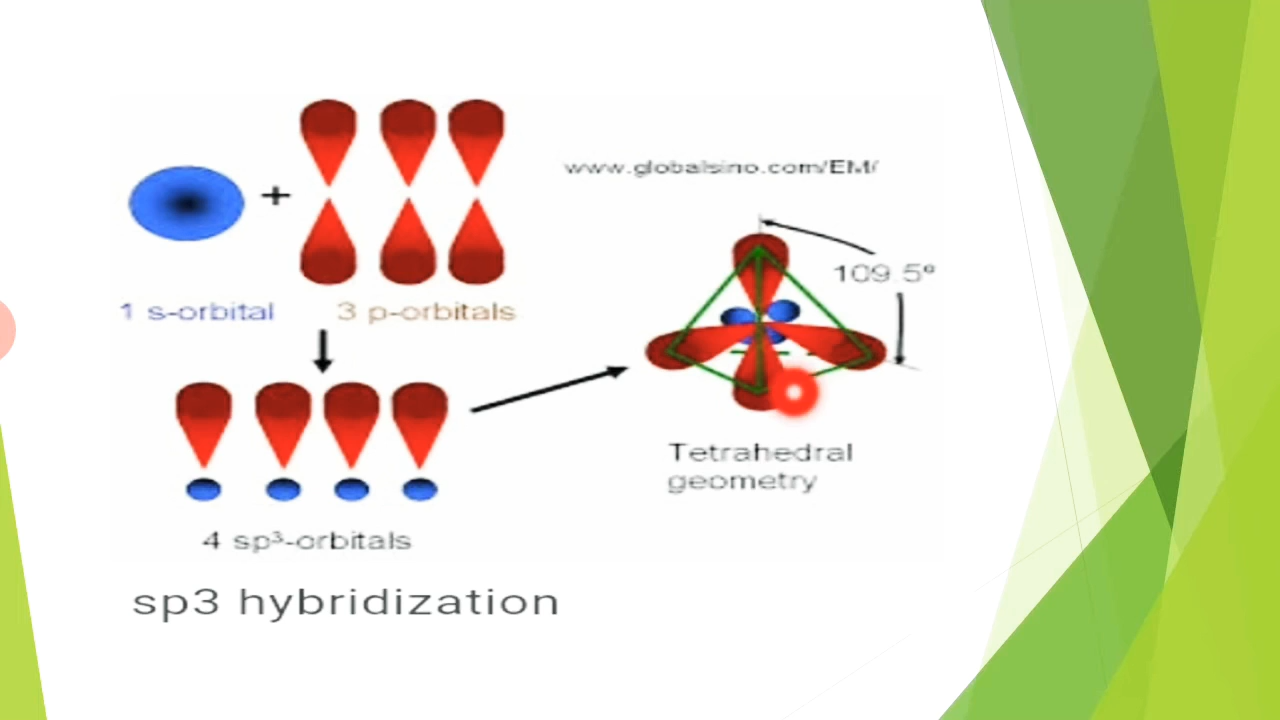 +
www.globalsino.com/EM/
109.5°
1 s-orbital
3 p-orbitals
Tetrahedral
geometry
4 sp³-orbitals
sp3 hybridization